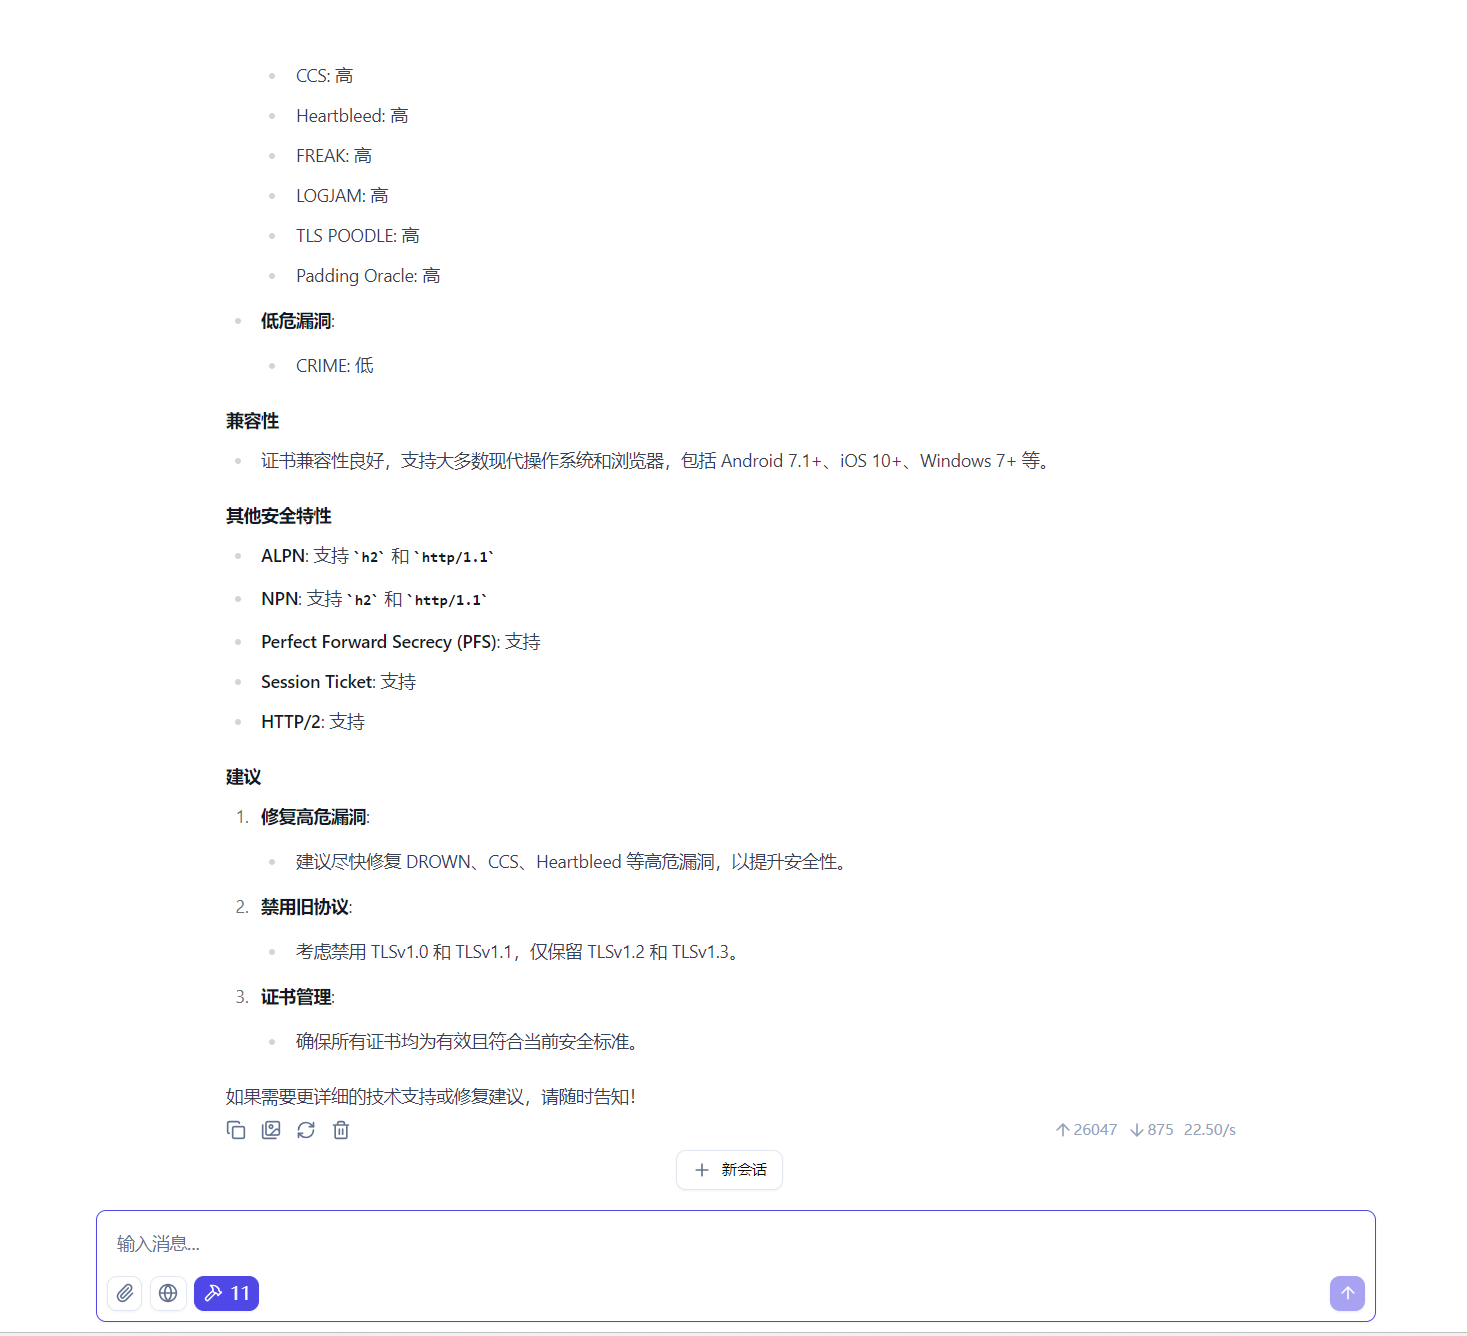 CCS: 高
Heartbleed: 高
FREAK: 高
LOGJAM: 高
TLS POODLE: 高
Padding Oracle: 高
低危漏洞:
CRIME: 低
兼容性
证书兼容性良好，支持大多数现代操作系统和浏览器，包括 Android 7.1+、iOS 10+、Windows 7+ 等。
其他安全特性
ALPN: 支持 `h2` 和 `http/1.1`
NPN: 支持 `h2` 和 `http/1.1`
Perfect Forward Secrecy (PFS): 支持
Session Ticket: 支持
HTTP/2: 支持
建议
1. 修复高危漏洞:
建议尽快修复 DROWN、CCS、Heartbleed 等高危漏洞，以提升安全性。
2. 禁用旧协议:
考虑禁用 TLSv1.0 和 TLSv1.1，仅保留 TLSv1.2 和 TLSv1.3。
3. 证书管理:
确保所有证书均为有效且符合当前安全标准。
如果需要更详细的技术支持或修复建议，请随时告知！
↑26047 ↓875 22.50/s
+ 新会话
输入消息...
11